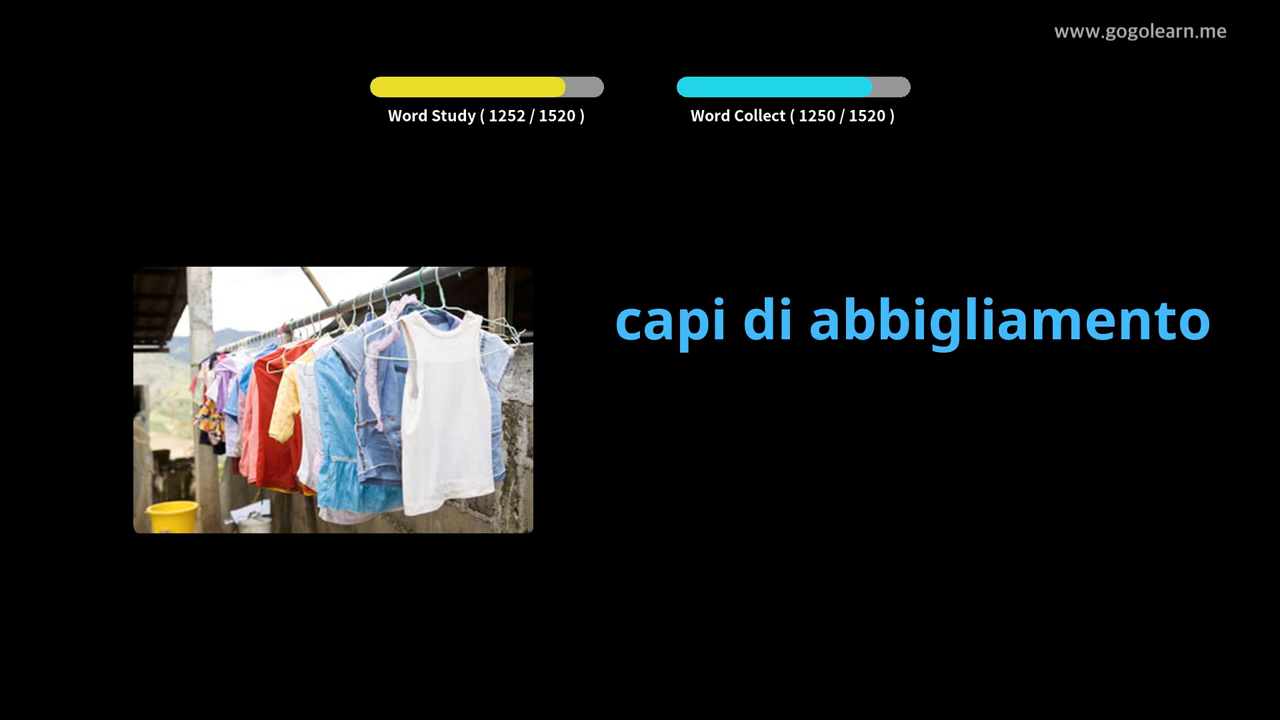 www.gogolearn.me
Word Study ( 1252 / 1520 )
Word Collect ( 1250 / 1520 )
capi di abbigliamento